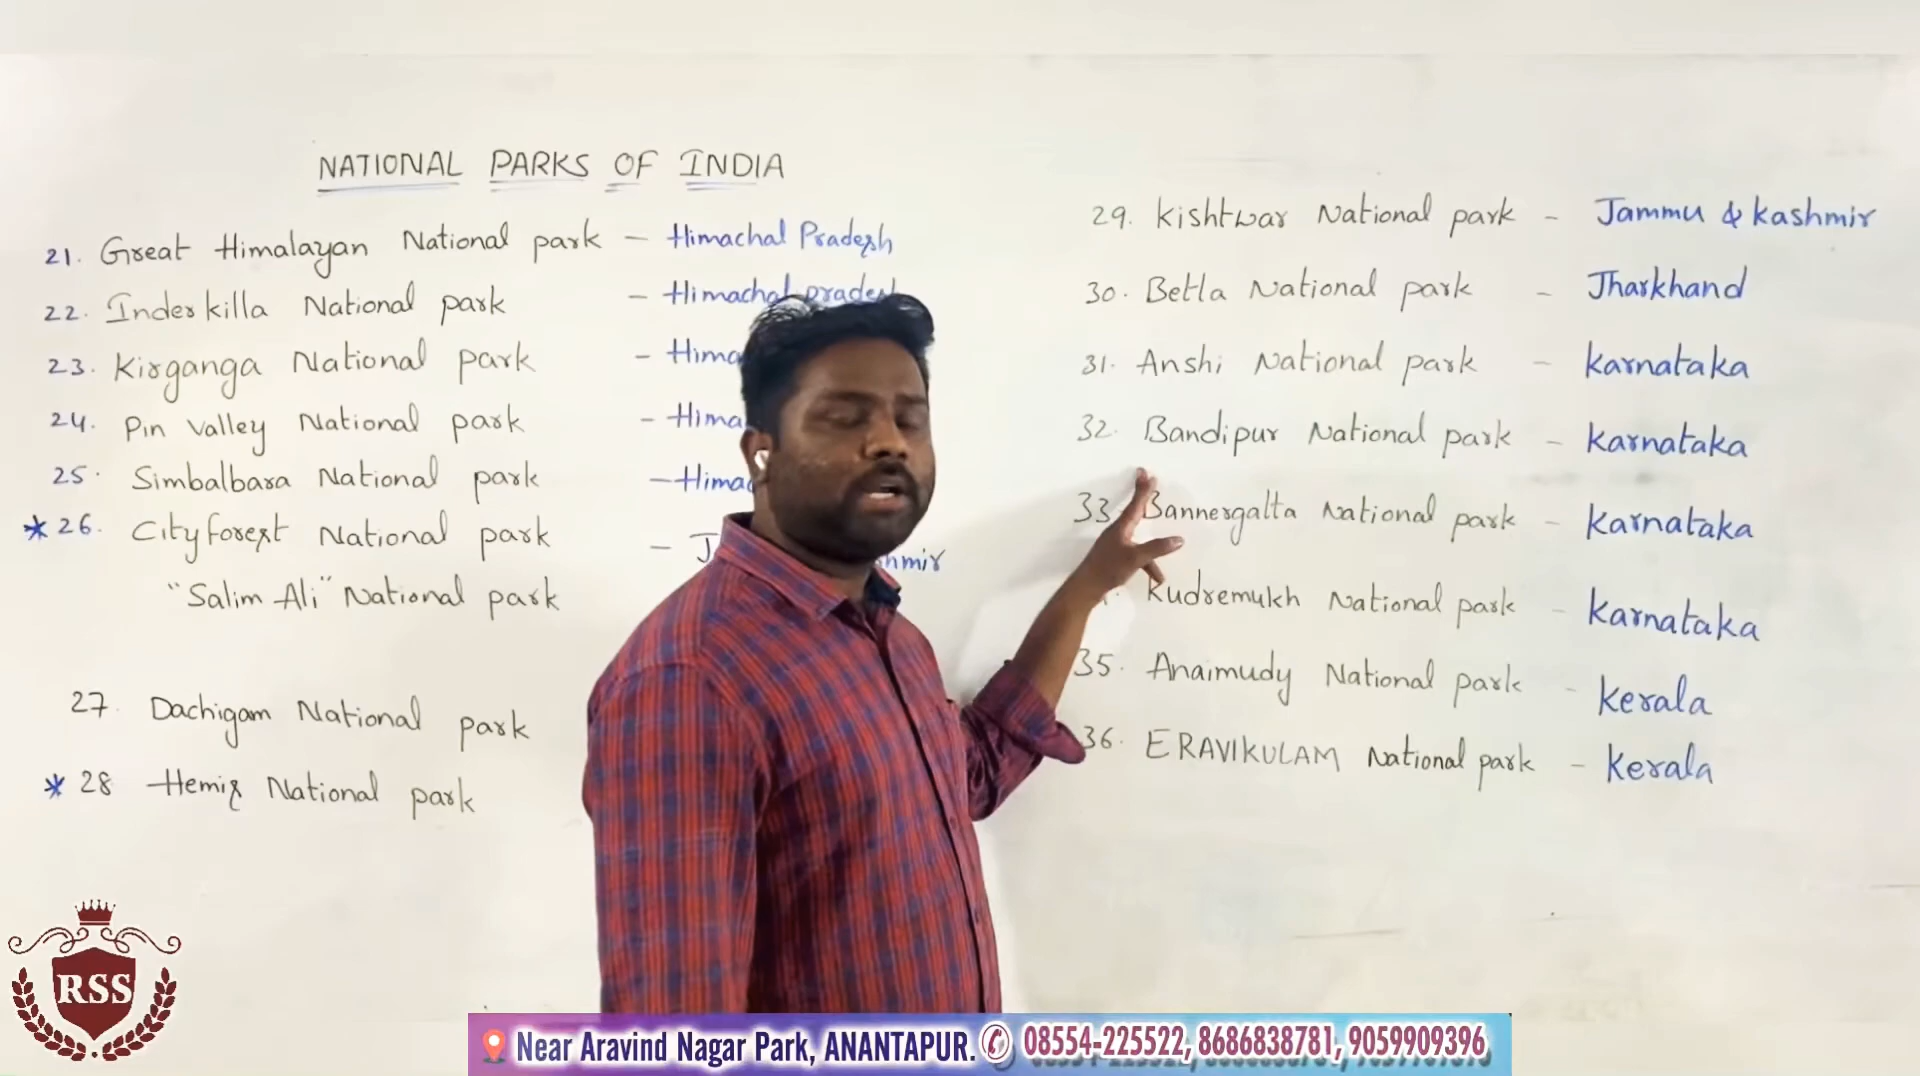 NATIONAL PARKS OF INDIA
21. Great Himalayan National park - Himachal Pradesh
22. Inderkilla National park - Himachal pradesh
23. Kirganga National park - Hima
24. Pin valley National park - Hima
25. Simbalbara National park - Himac
* 26. City forest National park - J hmir
"Salim Ali" National park
27. Dachigam National park
* 28 Hemis National park
29. Kishtwar National park - Jammu & kashmir
30. Betla National park - Jharkhand
31. Anshi National park - karnataka
32. Bandipur National park - karnataka
33. Bannergatta National park - karnataka
Kudremukh National park - karnataka
35. Anaimudy National park - kerala
36. ERAVIKULAM National park - kerala
RSS
Near Aravind Nagar Park, ANANTAPUR. 08554-225522, 8686838781, 9059909396